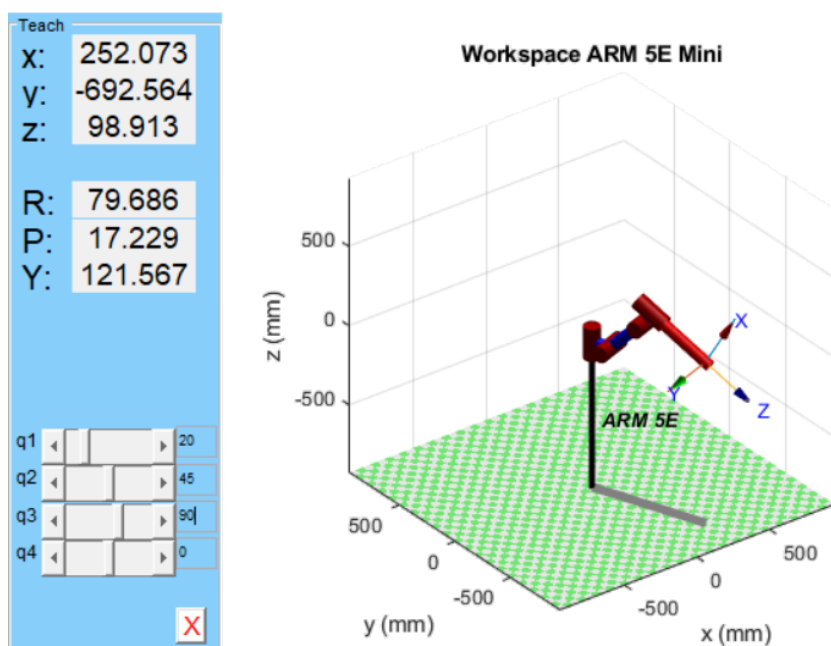 Teach
x: 252.073
y: -692.564
z: 98.913
R: 79.686
P: 17.229
Y: 121.567
q1 20
q2 45
q3 90
q4 0
X
Workspace ARM 5E Mini
500
0
-500
z (mm)
X
Y
Z
ARM 5E
500
0
-500
y (mm)
-500
0
500
x (mm)